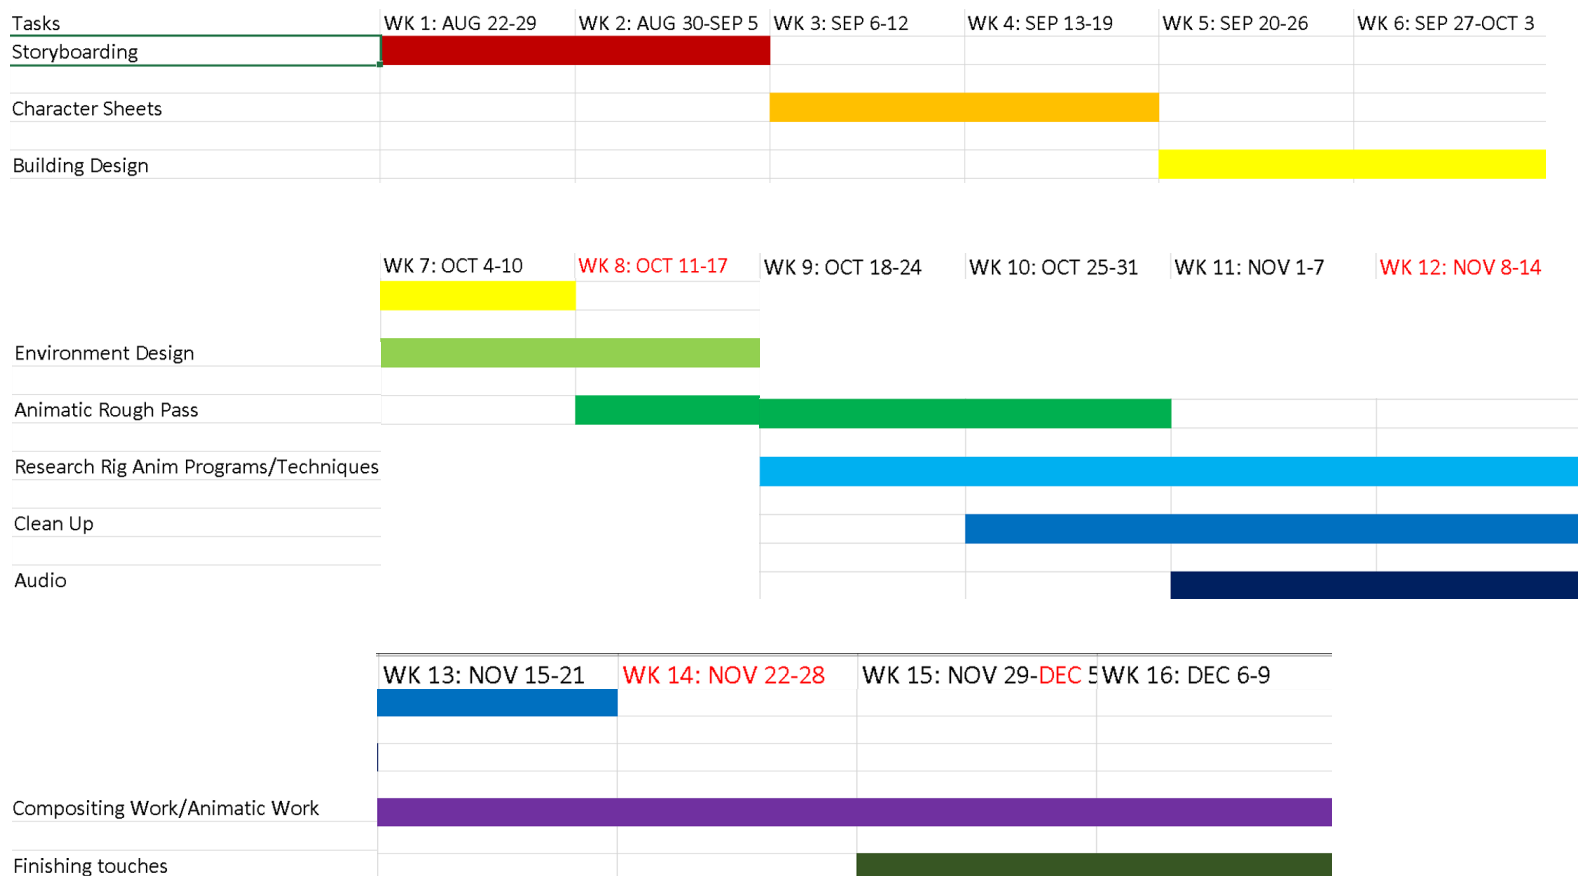 Tasks WK 1: AUG 22-29 WK 2: AUG 30-SEP 5 WK 3: SEP 6-12 WK 4: SEP 13-19 WK 5: SEP 20-26 WK 6: SEP 27-OCT 3
Storyboarding
Character Sheets
Building Design
WK 7: OCT 4-10 WK 8: OCT 11-17 WK 9: OCT 18-24 WK 10: OCT 25-31 WK 11: NOV 1-7 WK 12: NOV 8-14
Environment Design
Animatic Rough Pass
Research Rig Anim Programs/Techniques
Clean Up
Audio
WK 13: NOV 15-21 WK 14: NOV 22-28 WK 15: NOV 29-DEC 5 WK 16: DEC 6-9
Compositing Work/Animatic Work
Finishing touches